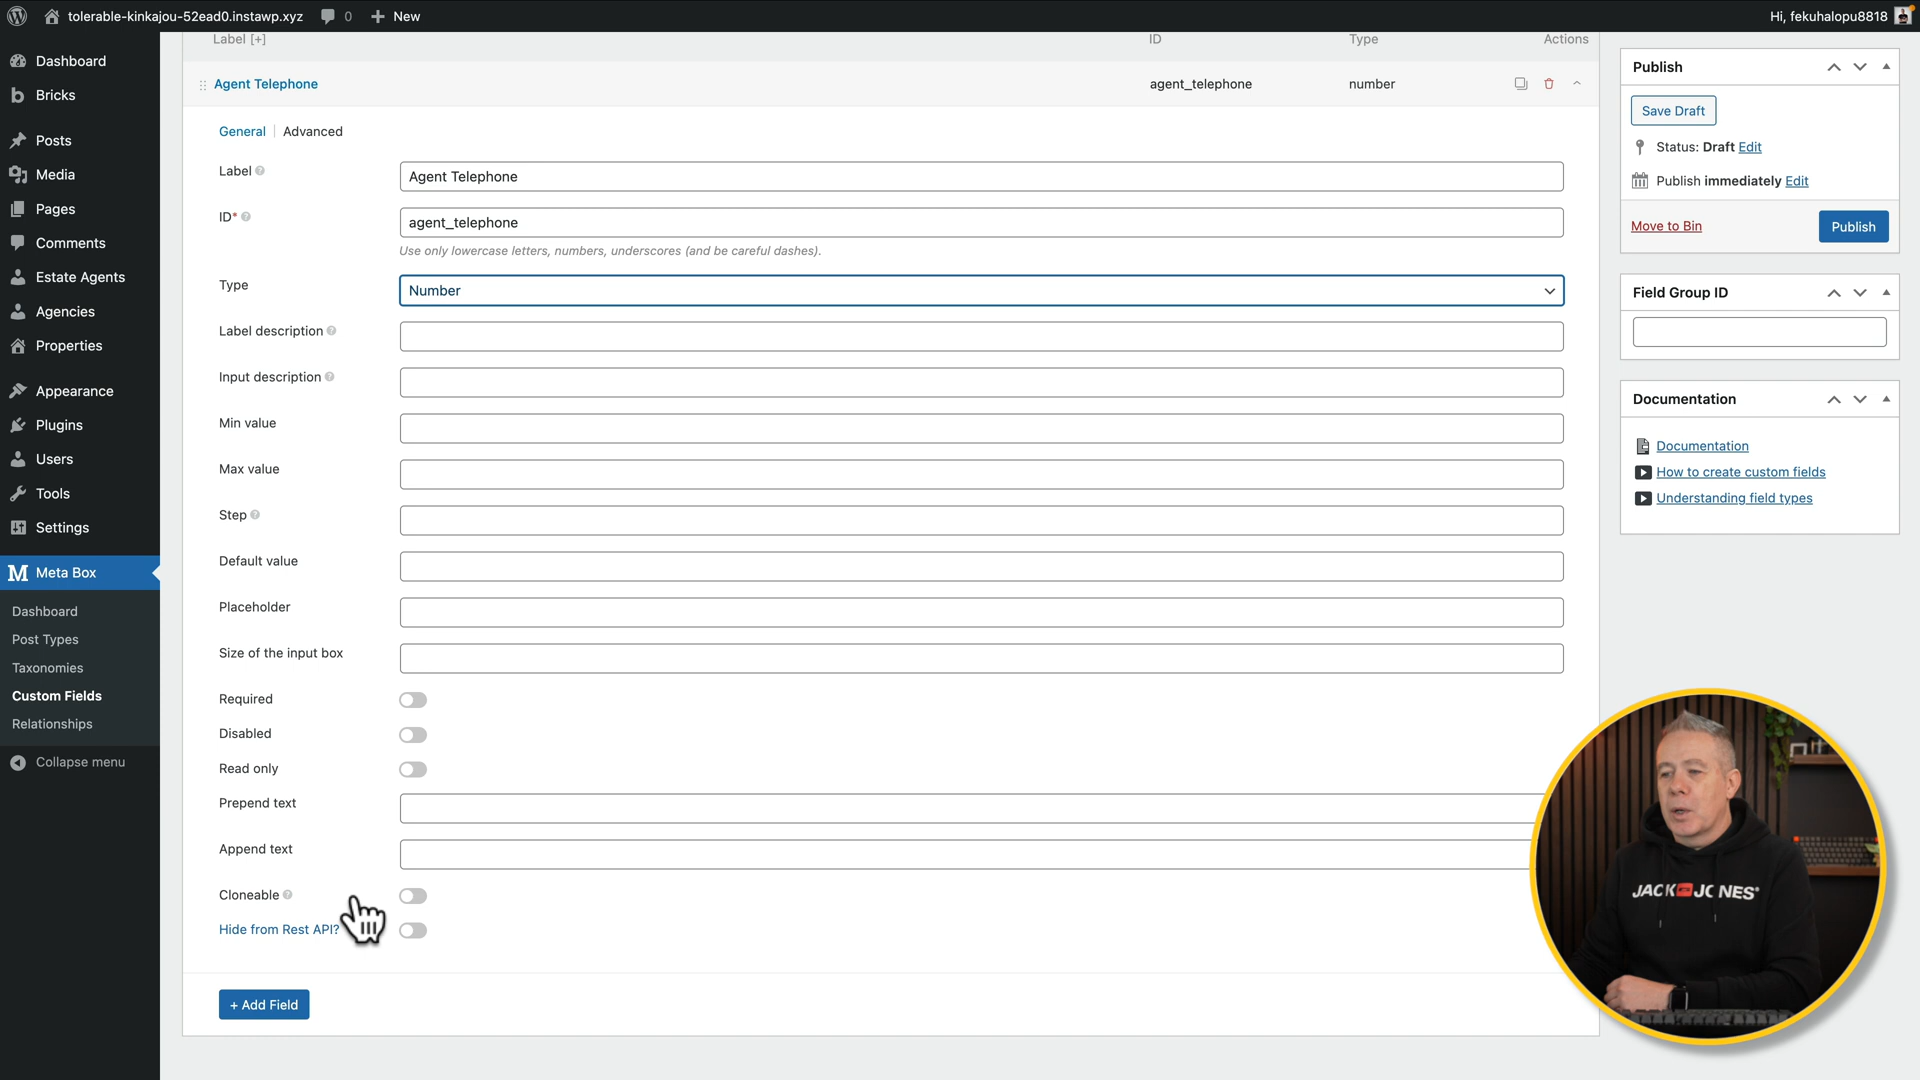 tolerable-kinkajou-52ead0.instawp.xyz 0 New Hi, fekuhalopu8818
Dashboard
Bricks
Posts
Media
Pages
Comments
Estate Agents
Agencies
Properties
Appearance
Plugins
Users
Tools
Settings
Meta Box
Dashboard
Post Types
Taxonomies
Custom Fields
Relationships
Collapse menu
Label [+] ID Type Actions
Agent Telephone agent_telephone number
General Advanced
Label Agent Telephone
ID* agent_telephone
Use only lowercase letters, numbers, underscores (and be careful dashes).
Type Number
Label description
Input description
Min value
Max value
Step
Default value
Placeholder
Size of the input box
Required
Disabled
Read only
Prepend text
Append text
Cloneable
Hide from Rest API?
+ Add Field
Publish
Save Draft
Status: Draft Edit
Publish immediately Edit
Move to Bin Publish
Field Group ID
Documentation
Documentation
How to create custom fields
Understanding field types
JACK JONES